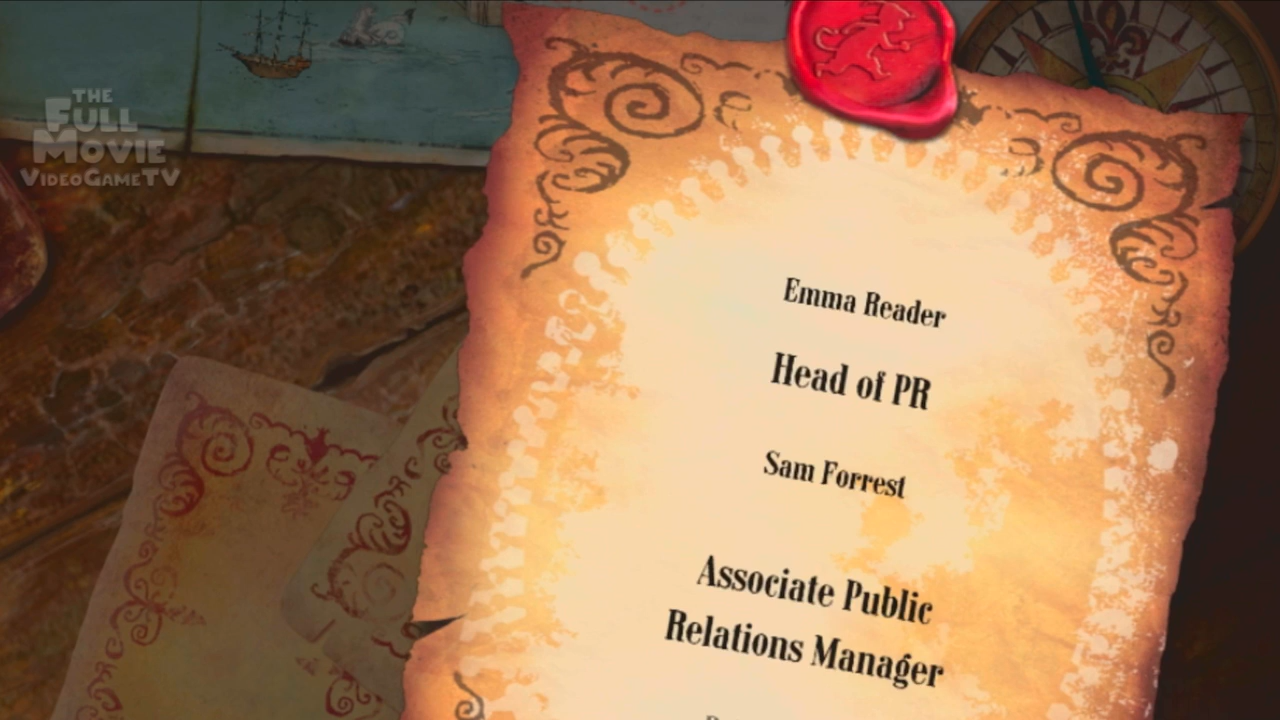 THE
FULL
MOVIE
VIDEOGAMETV
Emma Reader
Head of PR
Sam Forrest
Associate Public
Relations Manager